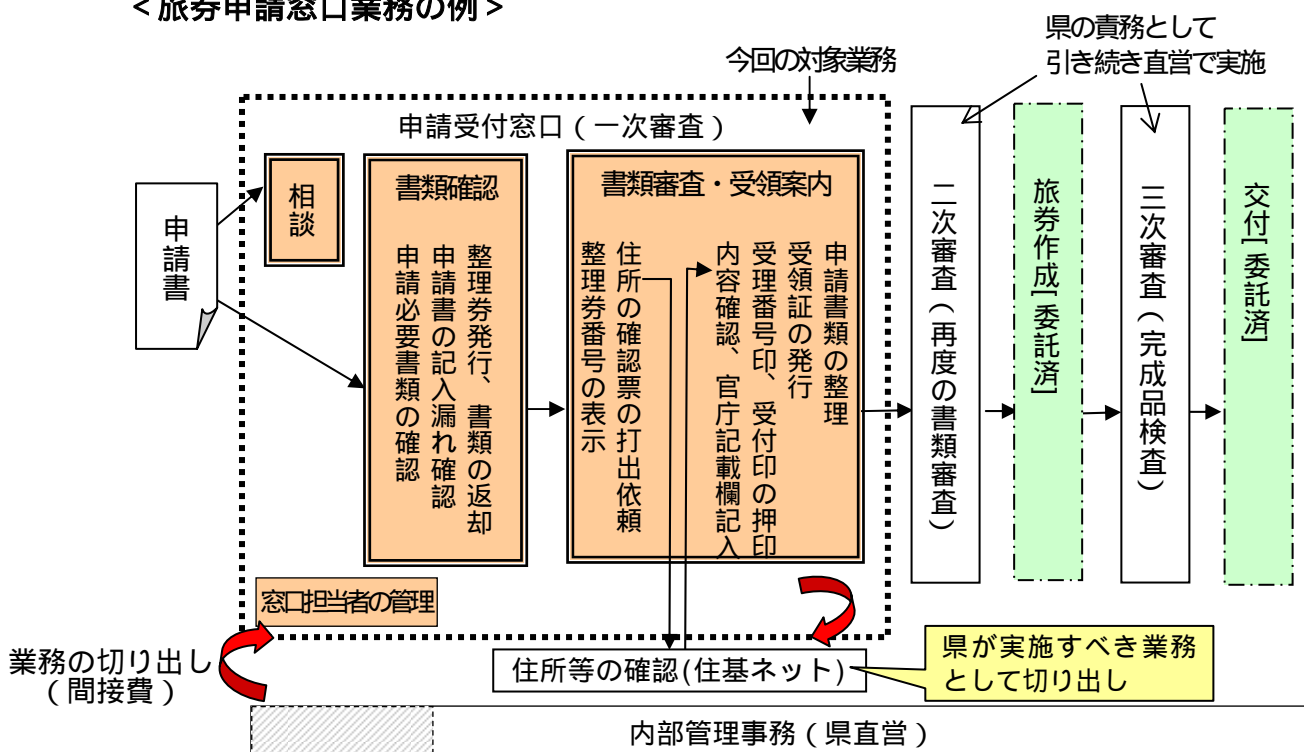 ＜旅券申請窓口業務の例＞
県の責務として
引き続き直営で実施
今回の対象業務
申請受付窓口（一次審査）
申請書
相談
書類確認
整理券発行、書類の返却
申請書の記入漏れ確認
申請必要書類の確認
書類審査・受領案内
申請書類の整理
受領証の発行
受理番号印、受付印の押印
内容確認、官庁記載欄記入
住所の確認票の打出依頼
整理券番号の表示
二次審査（再度の書類審査）
旅券作成[委託済]
三次審査（完成品検査）
交付[委託済]
窓口担当者の管理
業務の切り出し
（間接費）
住所等の確認(住基ネット)
県が実施すべき業務
として切り出し
内部管理事務（県直営）